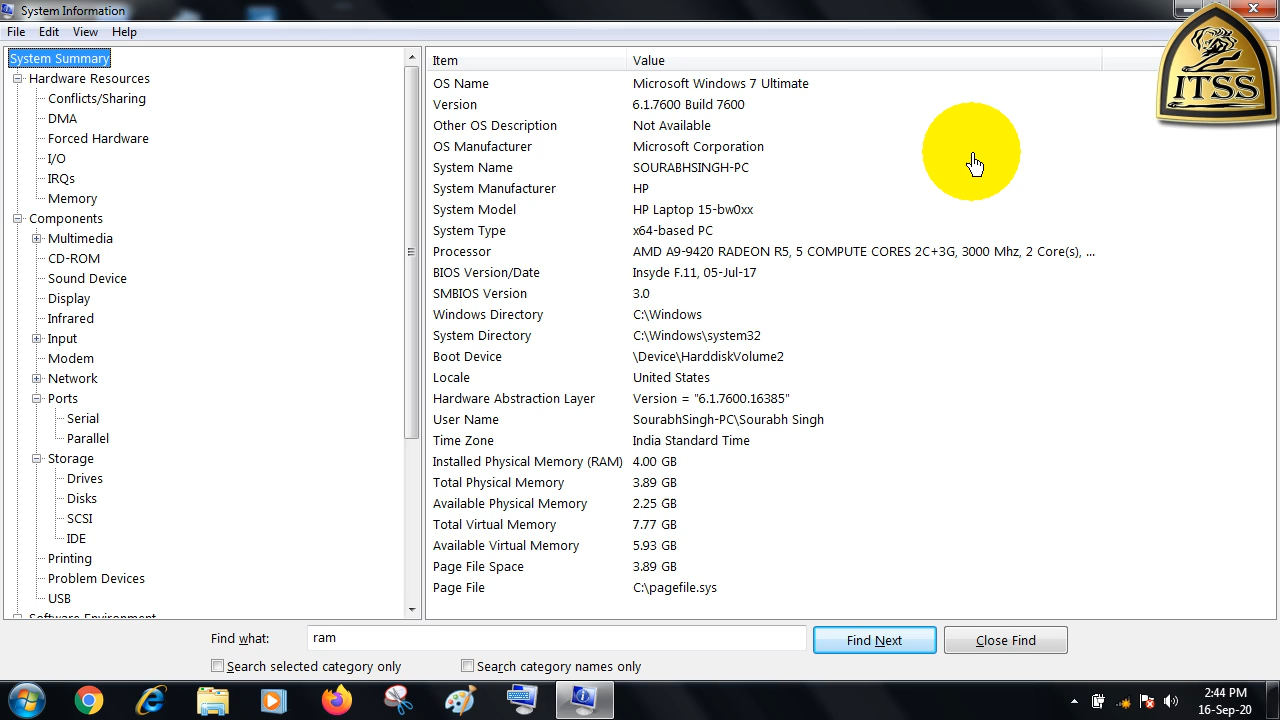 System Information
File Edit View Help
System Summary
Hardware Resources
Conflicts/Sharing
DMA
Forced Hardware
I/O
IRQs
Memory
Components
Multimedia
CD-ROM
Sound Device
Display
Infrared
Input
Modem
Network
Ports
Serial
Parallel
Storage
Drives
Disks
SCSI
IDE
Printing
Problem Devices
USB
Software Environment
Item Value
OS Name Microsoft Windows 7 Ultimate
Version 6.1.7600 Build 7600
Other OS Description Not Available
OS Manufacturer Microsoft Corporation
System Name SOURABHSINGH-PC
System Manufacturer HP
System Model HP Laptop 15-bw0xx
System Type x64-based PC
Processor AMD A9-9420 RADEON R5, 5 COMPUTE CORES 2C+3G, 3000 Mhz, 2 Core(s), ...
BIOS Version/Date Insyde F.11, 05-Jul-17
SMBIOS Version 3.0
Windows Directory C:\Windows
System Directory C:\Windows\system32
Boot Device \Device\HarddiskVolume2
Locale United States
Hardware Abstraction Layer Version = "6.1.7600.16385"
User Name SourabhSingh-PC\Sourabh Singh
Time Zone India Standard Time
Installed Physical Memory (RAM) 4.00 GB
Total Physical Memory 3.89 GB
Available Physical Memory 2.25 GB
Total Virtual Memory 7.77 GB
Available Virtual Memory 5.93 GB
Page File Space 3.89 GB
Page File C:\pagefile.sys
ITSS
Find what: ram Find Next Close Find
Search selected category only Search category names only
2:44 PM
16-Sep-20